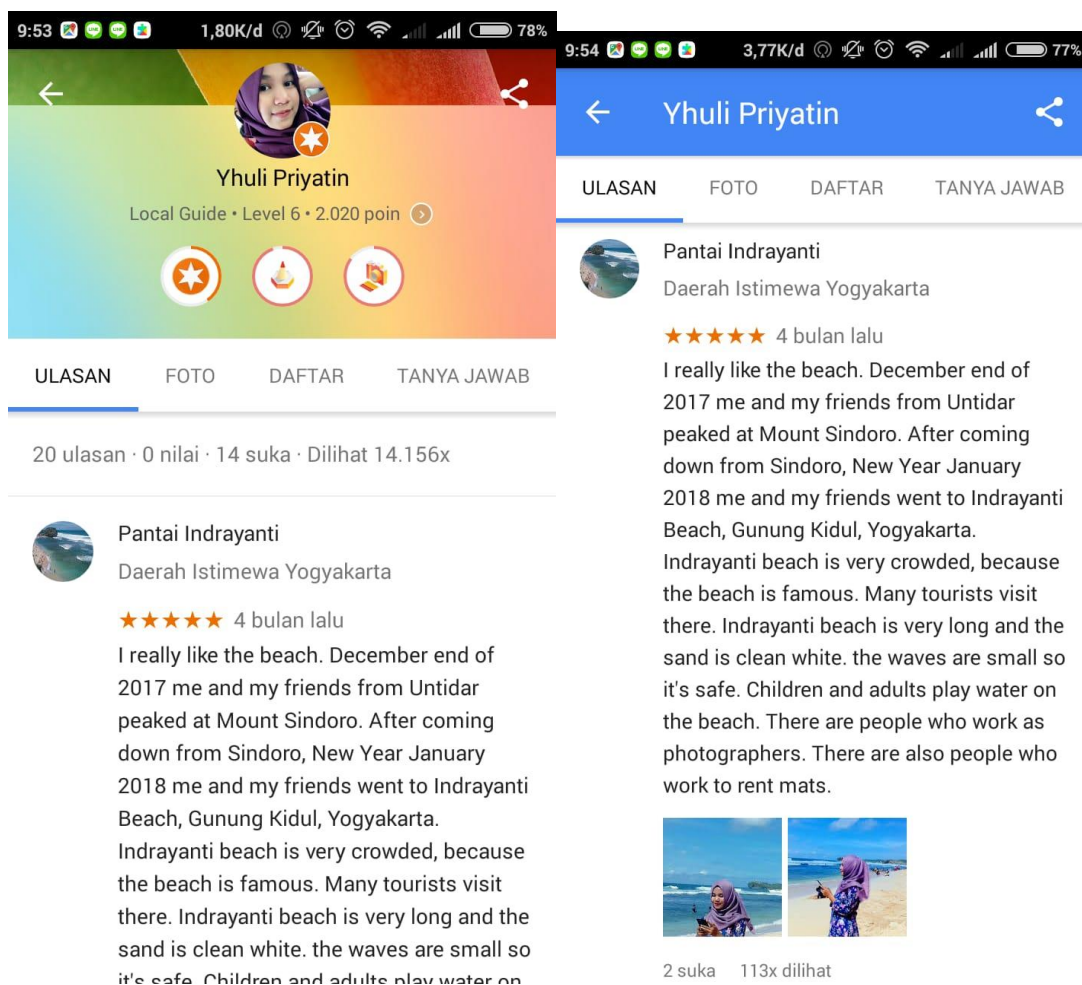 9:53 1,80K/d 78%
Yhuli Priyatin
Local Guide • Level 6 • 2.020 poin
ULASAN FOTO DAFTAR TANYA JAWAB
20 ulasan · 0 nilai · 14 suka · Dilihat 14.156x
Pantai Indrayanti
Daerah Istimewa Yogyakarta
4 bulan lalu
I really like the beach. December end of
2017 me and my friends from Untidar
peaked at Mount Sindoro. After coming
down from Sindoro, New Year January
2018 me and my friends went to Indrayanti
Beach, Gunung Kidul, Yogyakarta.
Indrayanti beach is very crowded, because
the beach is famous. Many tourists visit
there. Indrayanti beach is very long and the
sand is clean white. the waves are small so
it's safe. Children and adults play water on
9:54 3,77K/d 77%
Yhuli Priyatin
ULASAN FOTO DAFTAR TANYA JAWAB
Pantai Indrayanti
Daerah Istimewa Yogyakarta
4 bulan lalu
I really like the beach. December end of
2017 me and my friends from Untidar
peaked at Mount Sindoro. After coming
down from Sindoro, New Year January
2018 me and my friends went to Indrayanti
Beach, Gunung Kidul, Yogyakarta.
Indrayanti beach is very crowded, because
the beach is famous. Many tourists visit
there. Indrayanti beach is very long and the
sand is clean white. the waves are small so
it's safe. Children and adults play water on
the beach. There are people who work as
photographers. There are also people who
work to rent mats.
2 suka 113x dilihat